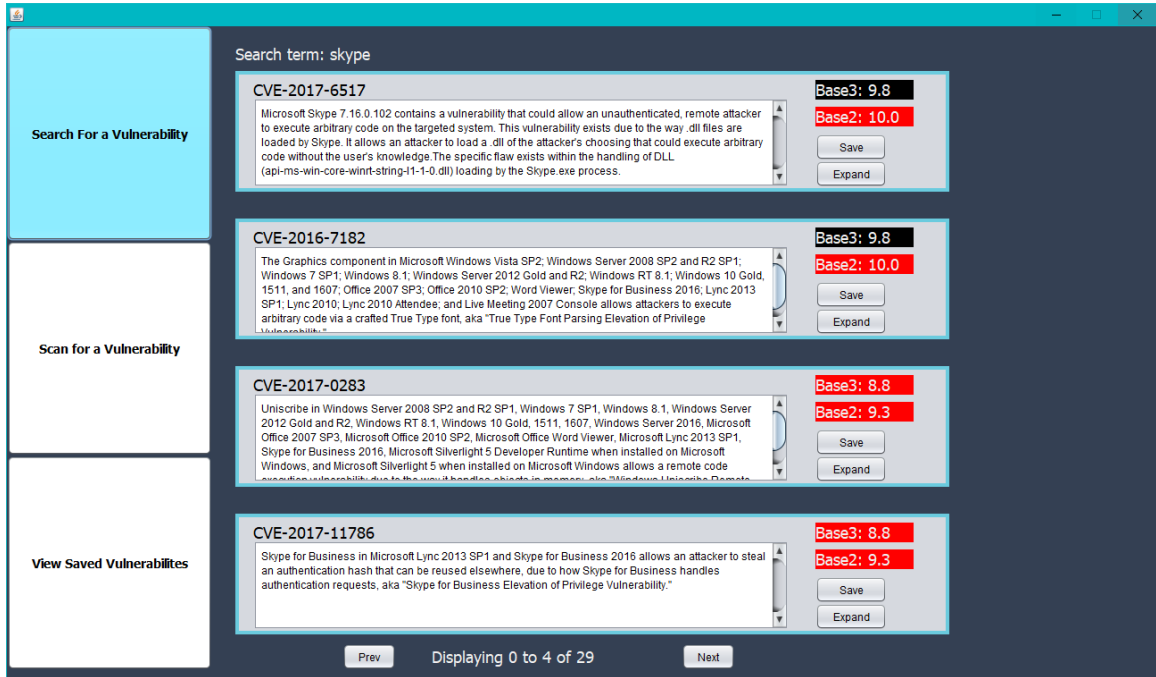 Search For a Vulnerability
Scan for a Vulnerability
View Saved Vulnerabilites
Search term: skype
CVE-2017-6517
Base3: 9.8
Base2: 10.0
Microsoft Skype 7.16.0.102 contains a vulnerability that could allow an unauthenticated, remote attacker
to execute arbitrary code on the targeted system. This vulnerability exists due to the way .dll files are
loaded by Skype. It allows an attacker to load a .dll of the attacker's choosing that could execute arbitrary
code without the user's knowledge.The specific flaw exists within the handling of DLL
(api-ms-win-core-winrt-string-l1-1-0.dll) loading by the Skype.exe process.
Save
Expand
CVE-2016-7182
Base3: 9.8
Base2: 10.0
The Graphics component in Microsoft Windows Vista SP2; Windows Server 2008 SP2 and R2 SP1;
Windows 7 SP1; Windows 8.1; Windows Server 2012 Gold and R2; Windows RT 8.1; Windows 10 Gold,
1511, and 1607; Office 2007 SP3; Office 2010 SP2; Word Viewer; Skype for Business 2016; Lync 2013
SP1; Lync 2010; Lync 2010 Attendee; and Live Meeting 2007 Console allows attackers to execute
arbitrary code via a crafted True Type font, aka "True Type Font Parsing Elevation of Privilege
Vulnerability."
Save
Expand
CVE-2017-0283
Base3: 8.8
Base2: 9.3
Uniscribe in Windows Server 2008 SP2 and R2 SP1, Windows 7 SP1, Windows 8.1, Windows Server
2012 Gold and R2, Windows RT 8.1, Windows 10 Gold, 1511, 1607, Windows Server 2016, Microsoft
Office 2007 SP3, Microsoft Office 2010 SP2, Microsoft Office Word Viewer, Microsoft Lync 2013 SP1,
Skype for Business 2016, Microsoft Silverlight 5 Developer Runtime when installed on Microsoft
Windows, and Microsoft Silverlight 5 when installed on Microsoft Windows allows a remote code
execution vulnerability due to the way it handles objects in memory, aka "Windows Uniscribe Remote
Save
Expand
CVE-2017-11786
Base3: 8.8
Base2: 9.3
Skype for Business in Microsoft Lync 2013 SP1 and Skype for Business 2016 allows an attacker to steal
an authentication hash that can be reused elsewhere, due to how Skype for Business handles
authentication requests, aka "Skype for Business Elevation of Privilege Vulnerability."
Save
Expand
Prev
Displaying 0 to 4 of 29
Next